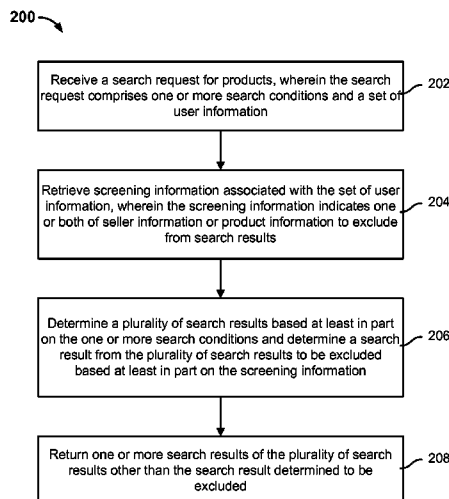 200
Receive a search request for products, wherein the search
request comprises one or more search conditions and a set of
user information
202
Retrieve screening information associated with the set of user
information, wherein the screening information indicates one
or both of seller information or product information to exclude
from search results
204
Determine a plurality of search results based at least in part
on the one or more search conditions and determine a search
result from the plurality of search results to be excluded
based at least in part on the screening information
206
Return one or more search results of the plurality of search
results other than the search result determined to be
excluded
208